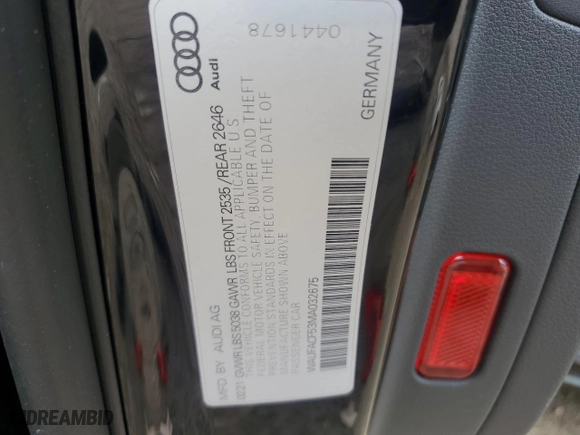 MFD BY AUDI AG
GVWR LBS 5038 GAWR LBS FRONT 2535 /REAR 2646
THIS VEHICLE CONFORMS TO ALL APPLICABLE U S
FEDERAL MOTOR VEHICLE SAFETY, BUMPER AND THEFT
PREVENTION STANDARDS IN EFFECT ON THE DATE OF
MANUFACTURE SHOWN ABOVE
PASSENGER CAR
WAUFACF53MA032675
GERMANY
Audi
0441678
DREAMBID